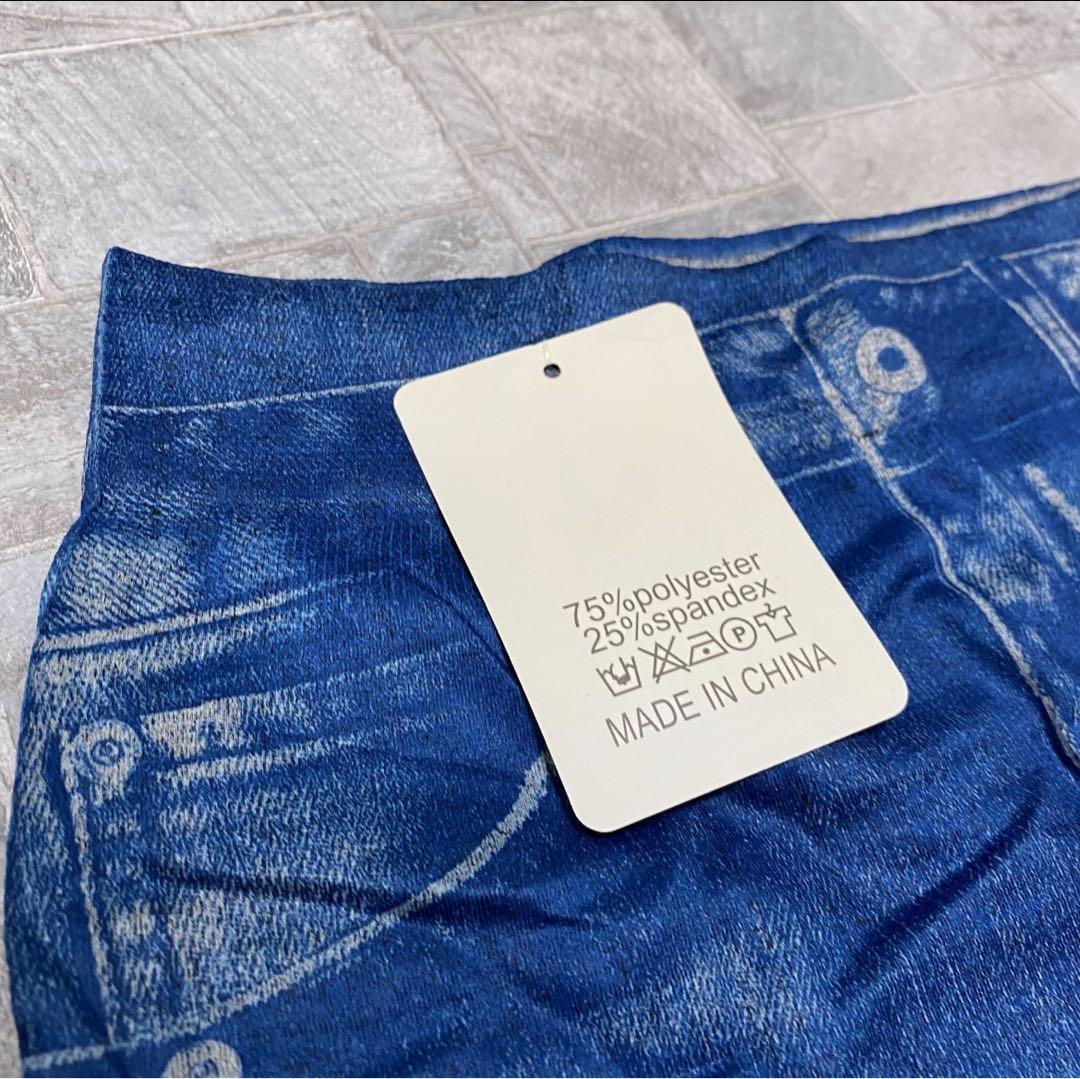 75%polyester
25%spandex
P
MADE IN CHINA